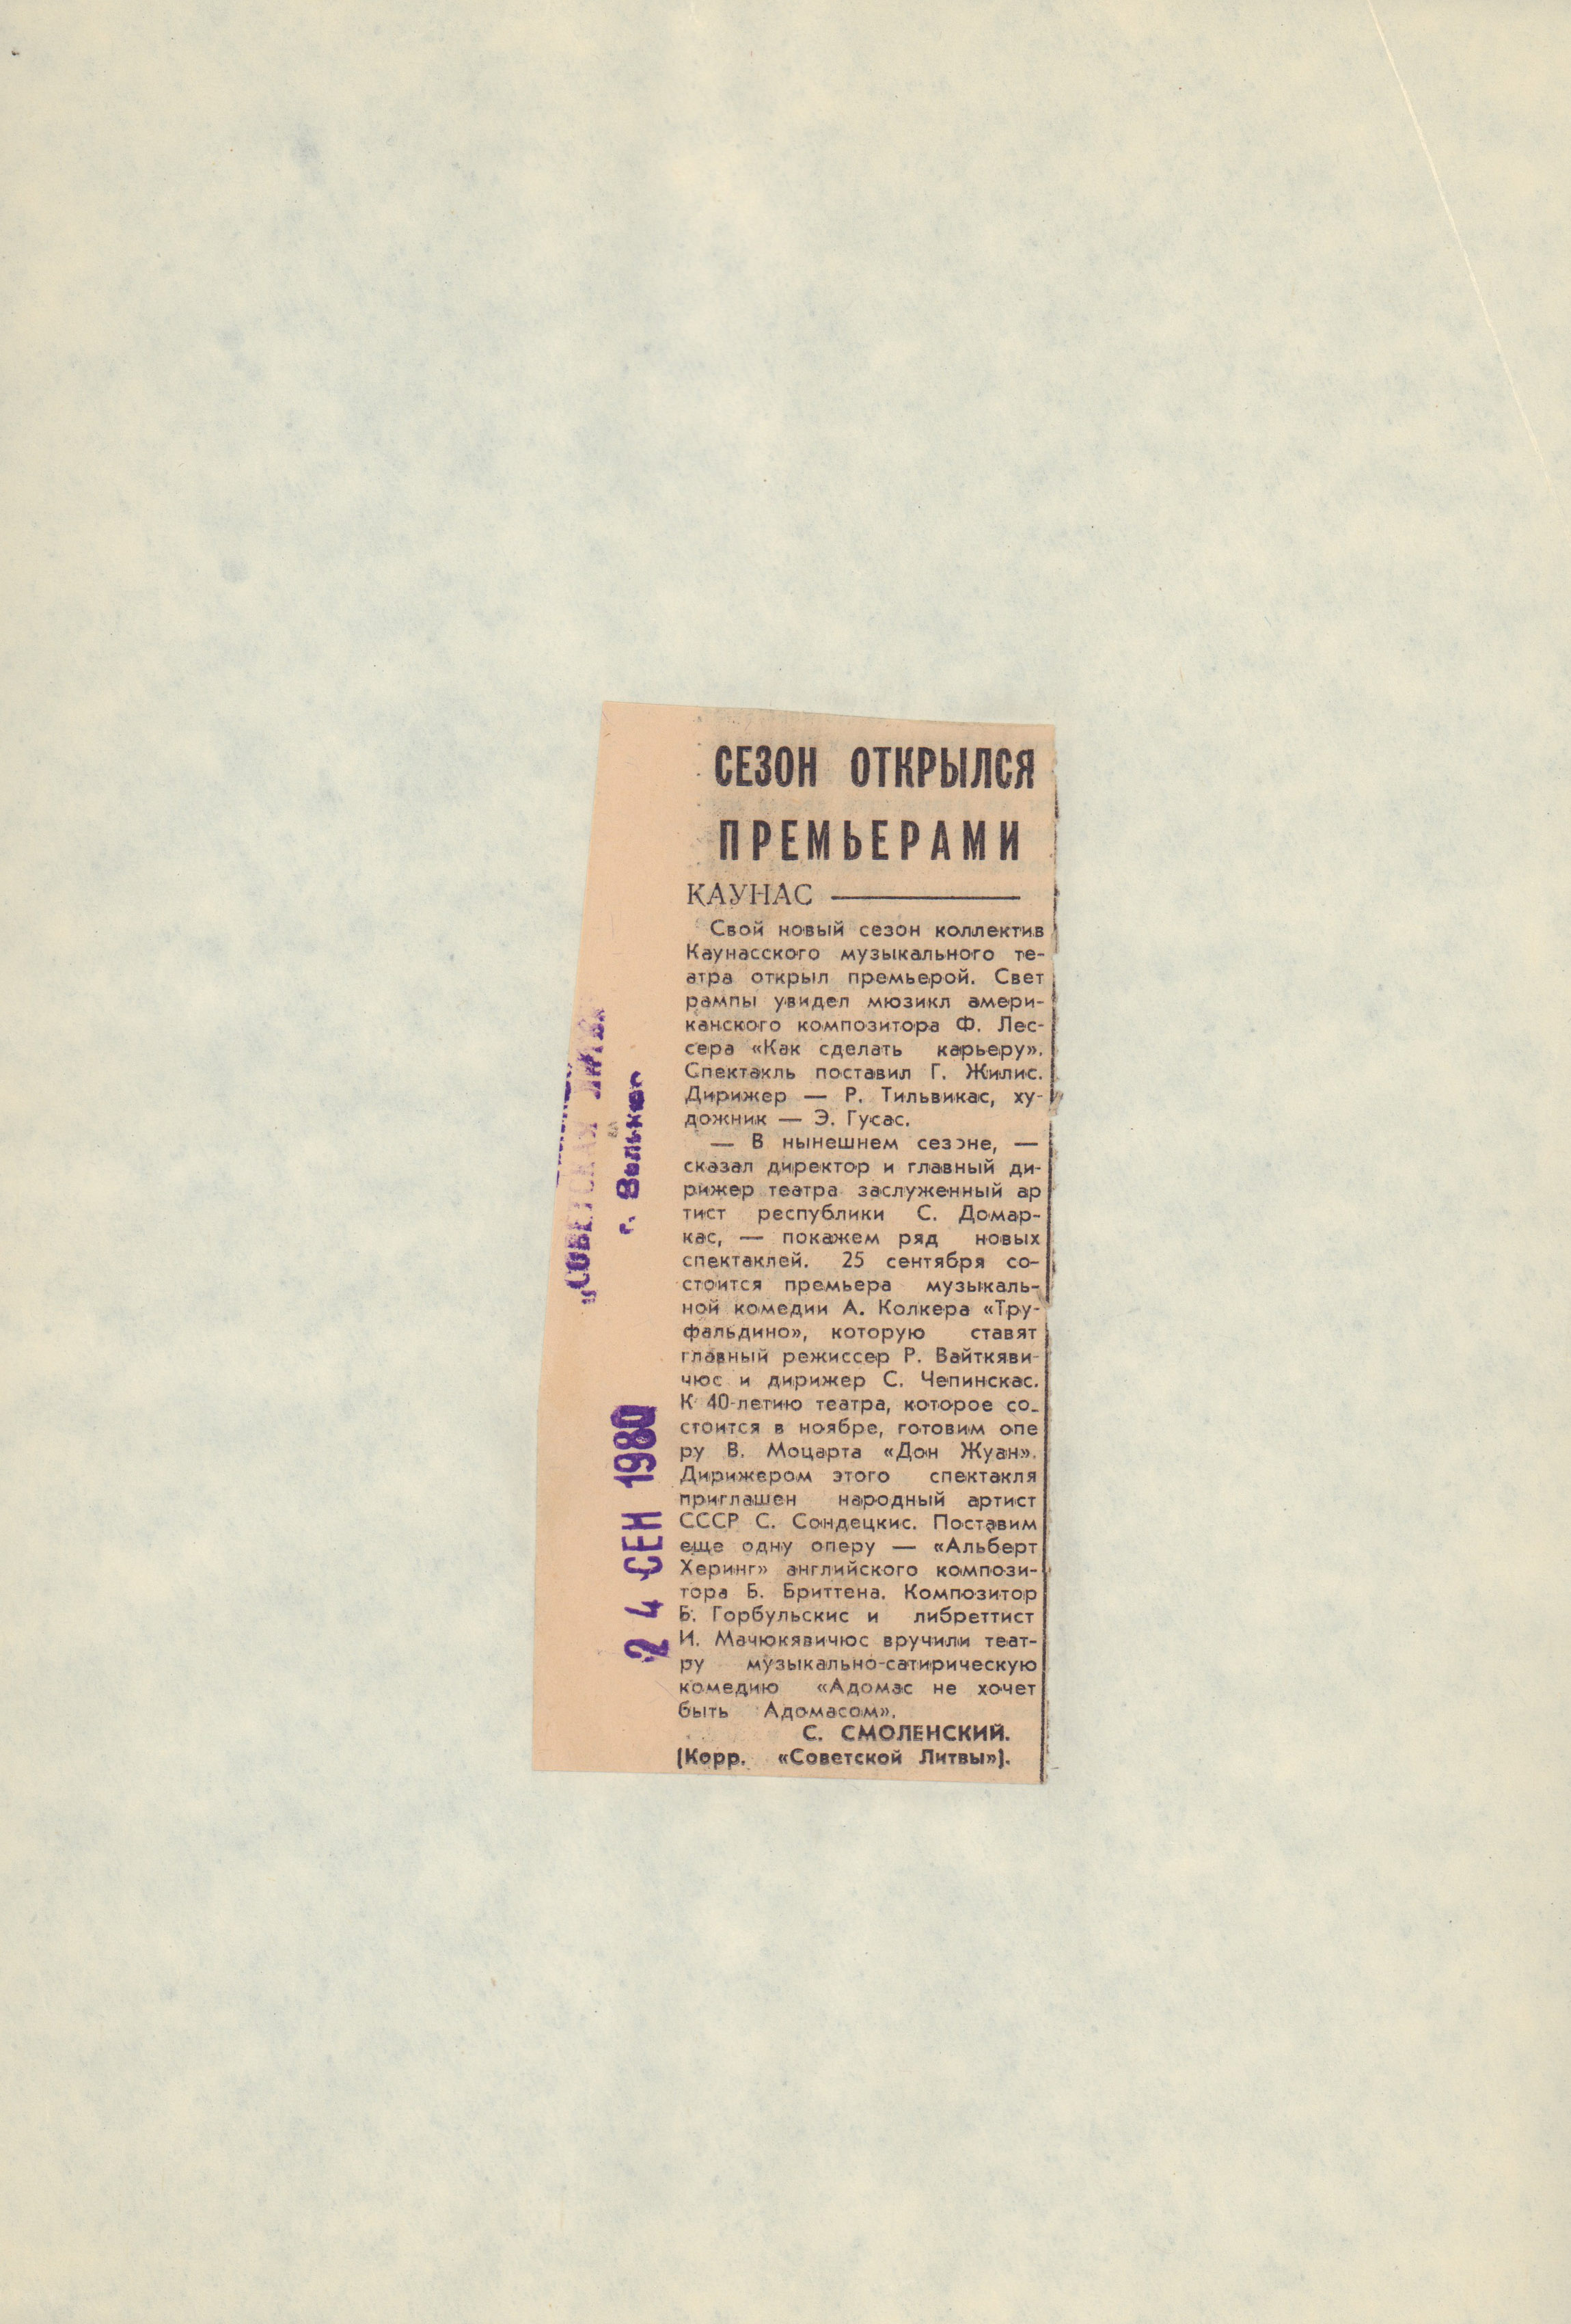 СЕЗОН ОТКРЫЛСЯ
ПРЕМЬЕРАМИ
КАУНАС
Свой новый сезон коллектив
Каунасского музыкального те-
атра открыл премьерой. Свет
рампы увидел мюзикл амери-
канского композитора Ф. Лес-
сера «Как сделать карьеру».
Спектакль поставил Г. Жилис.
Дирижер — Р. Тильвикас, ху-
дожник — Э. Гусас.
— В нынешнем сезоне, —
сказал директор и главный ди-
рижер театра заслуженный ар
тист республики С. Домар-
кас, — покажем ряд новых
спектаклей. 25 сентября со-
стоится премьера музыкаль-
ной комедии А. Колкера «Тру-
фальдино», которую ставят
главный режиссер Р. Вайткяви-
чюс и дирижер С. Чепинскас.
К 40-летию театра, которое со-
стоится в ноябре, готовим опе
ру В. Моцарта «Дон Жуан».
Дирижером этого спектакля
приглашен народный артист
СССР С. Сондецкис. Поставим
еще одну оперу — «Альберт
Херинг» английского компози-
тора Б. Бриттена. Композитор
Б. Горбульскис и либреттист
И. Мачюкявичюс вручили теат-
ру музыкально-сатирическую
комедию «Адомас не хочет
быть Адомасом».
С. СМОЛЕНСКИЙ.
(Корр. «Советской Литвы»).
„СОВЕТСКАЯ
г. Вильнюс
24 СЕН 1980